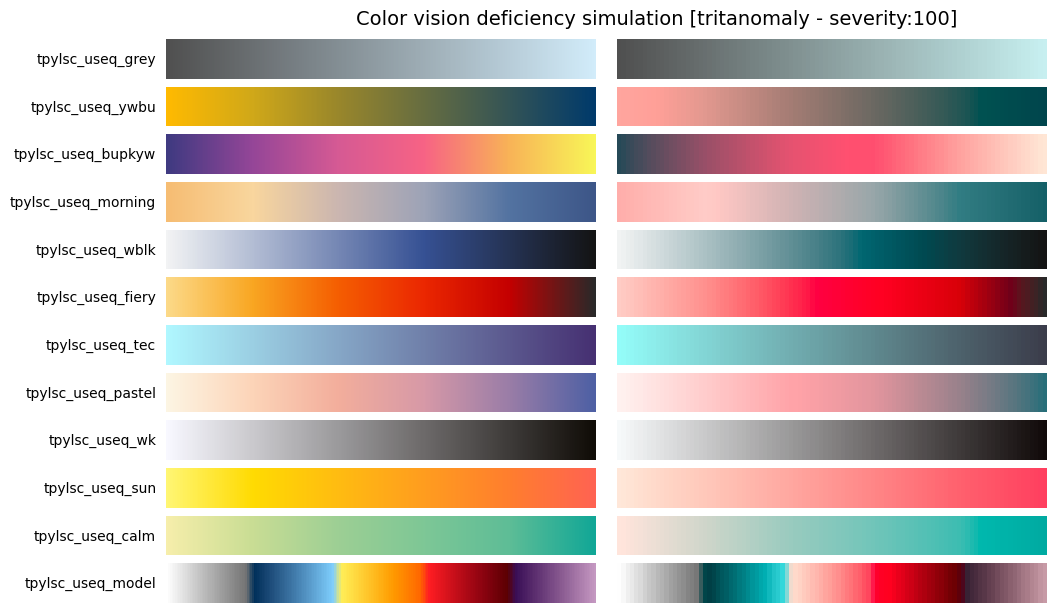 Color vision deficiency simulation [tritanomaly - severity:100]
tpylsc_useq_grey
tpylsc_useq_ywbu
tpylsc_useq_bupkyw
tpylsc_useq_morning
tpylsc_useq_wblk
tpylsc_useq_fiery
tpylsc_useq_tec
tpylsc_useq_pastel
tpylsc_useq_wk
tpylsc_useq_sun
tpylsc_useq_calm
tpylsc_useq_model